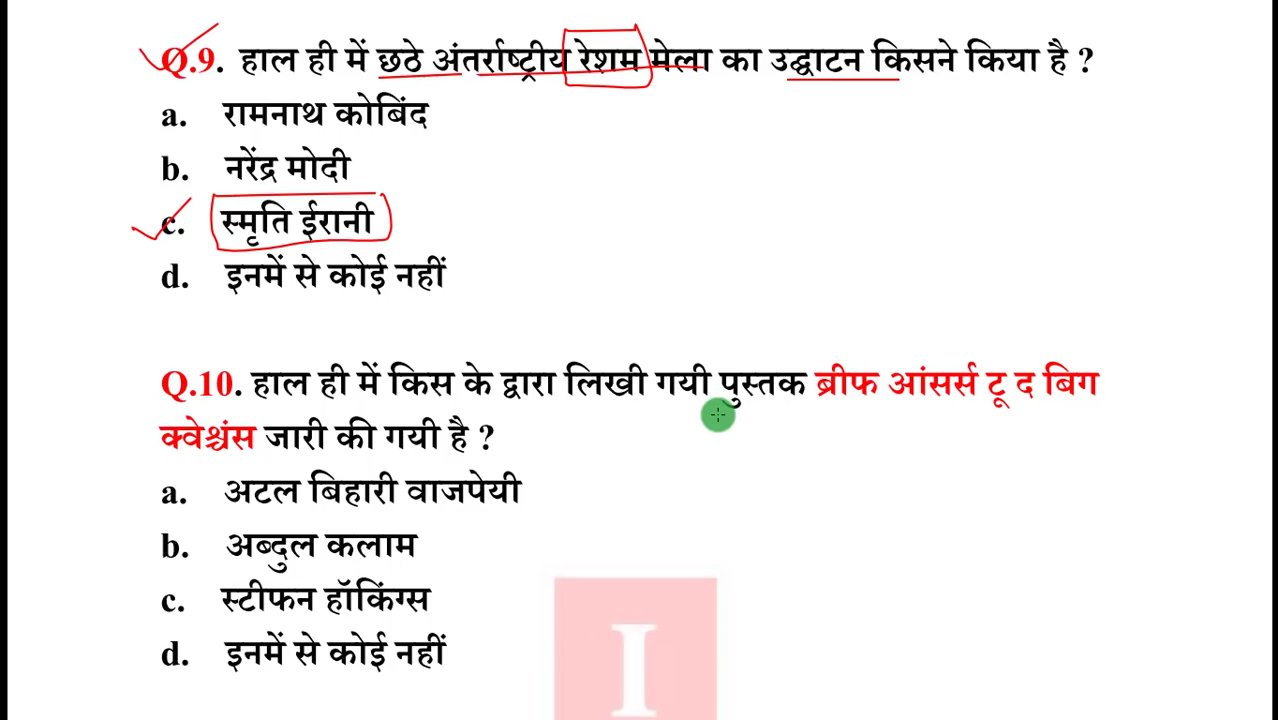 Q.9. हाल ही में छठे अंतर्राष्ट्रीय रेशम मेला का उद्घाटन किसने किया है ?
a. रामनाथ कोबिंद
b. नरेंद्र मोदी
c. स्मृति ईरानी
d. इनमें से कोई नहीं
Q.10. हाल ही में किस के द्वारा लिखी गयी पुस्तक ब्रीफ आंसर्स टू द बिग
क्वेश्चंस जारी की गयी है ?
a. अटल बिहारी वाजपेयी
b. अब्दुल कलाम
c. स्टीफन हॉकिंग्स
d. इनमें से कोई नहीं
I